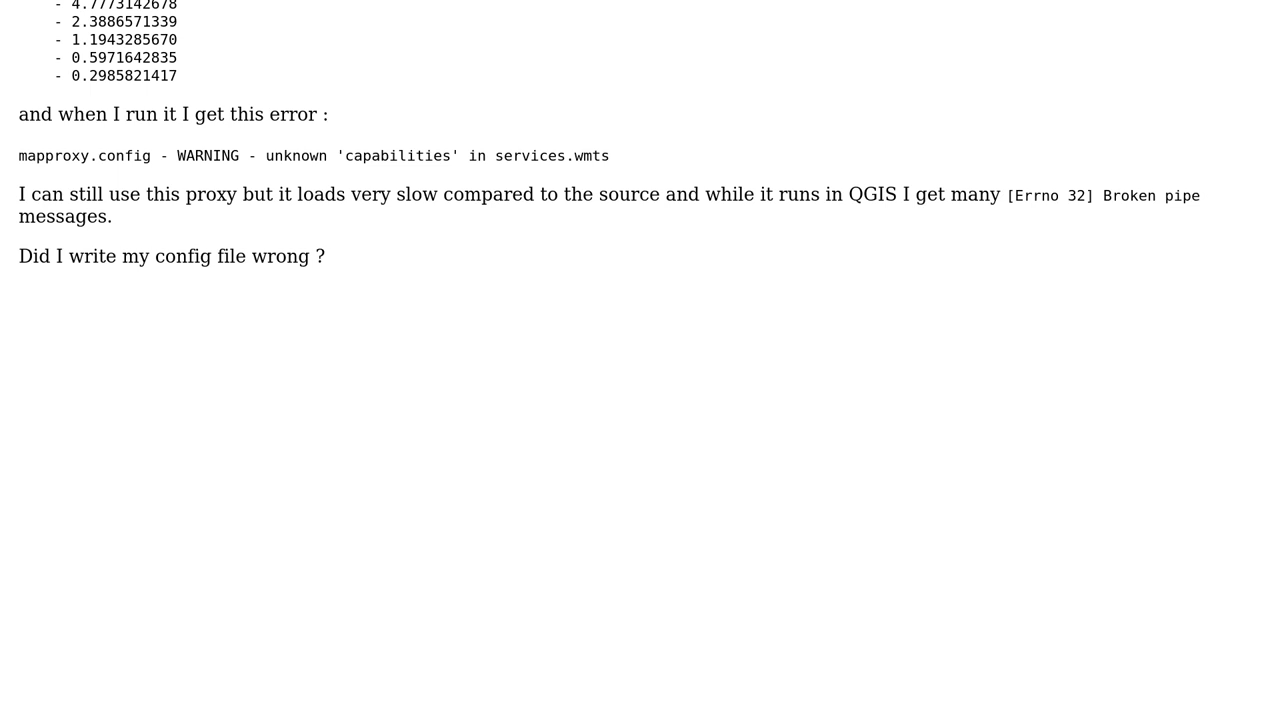 - 4.7773142678
- 2.3886571339
- 1.1943285670
- 0.5971642835
- 0.2985821417
and when I run it I get this error :
mapproxy.config - WARNING - unknown 'capabilities' in services.wmts
I can still use this proxy but it loads very slow compared to the source and while it runs in QGIS I get many [Errno 32] Broken pipe
messages.
Did I write my config file wrong ?